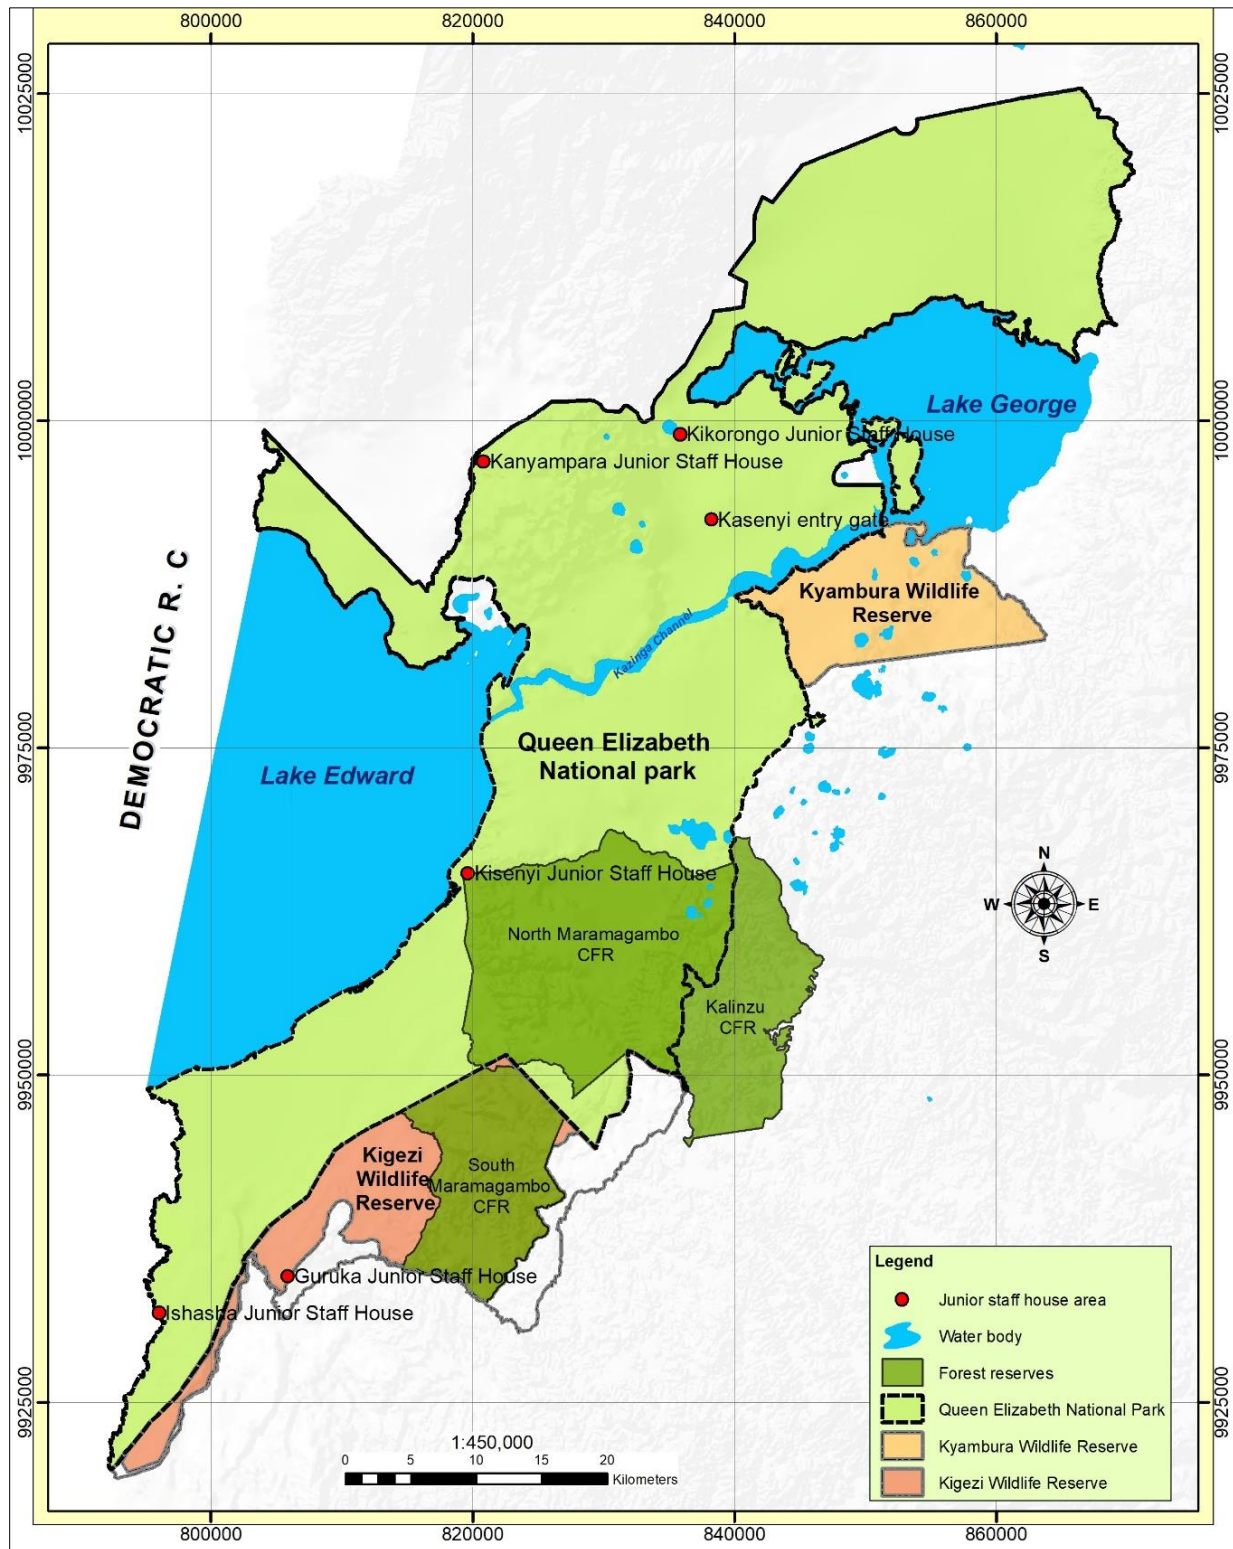 800000
820000
840000
860000
10025000
10025000
Lake George
10000000
10000000
Kikorongo Junior Staff House
Kanyampara Junior Staff House
Kasenyi entry gate
DEMOCRATIC R. C
Kyambura Wildlife
Reserve
Kazinga Channel
Queen Elizabeth
National park
9975000
9975000
Lake Edward
N
W
E
S
Kisenyi Junior Staff House
North Maramagambo
CFR
Kalinzu
CFR
9950000
9950000
Kigezi
Wildlife
Reserve
South
Maramagambo
CFR
Guruka Junior Staff House
Ishasha Junior Staff House
9925000
9925000
Legend
Junior staff house area
Water body
Forest reserves
Queen Elizabeth National Park
Kyambura Wildlife Reserve
Kigezi Wildlife Reserve
1:450,000
0 5 10 15 20
Kilometers
800000
820000
840000
860000